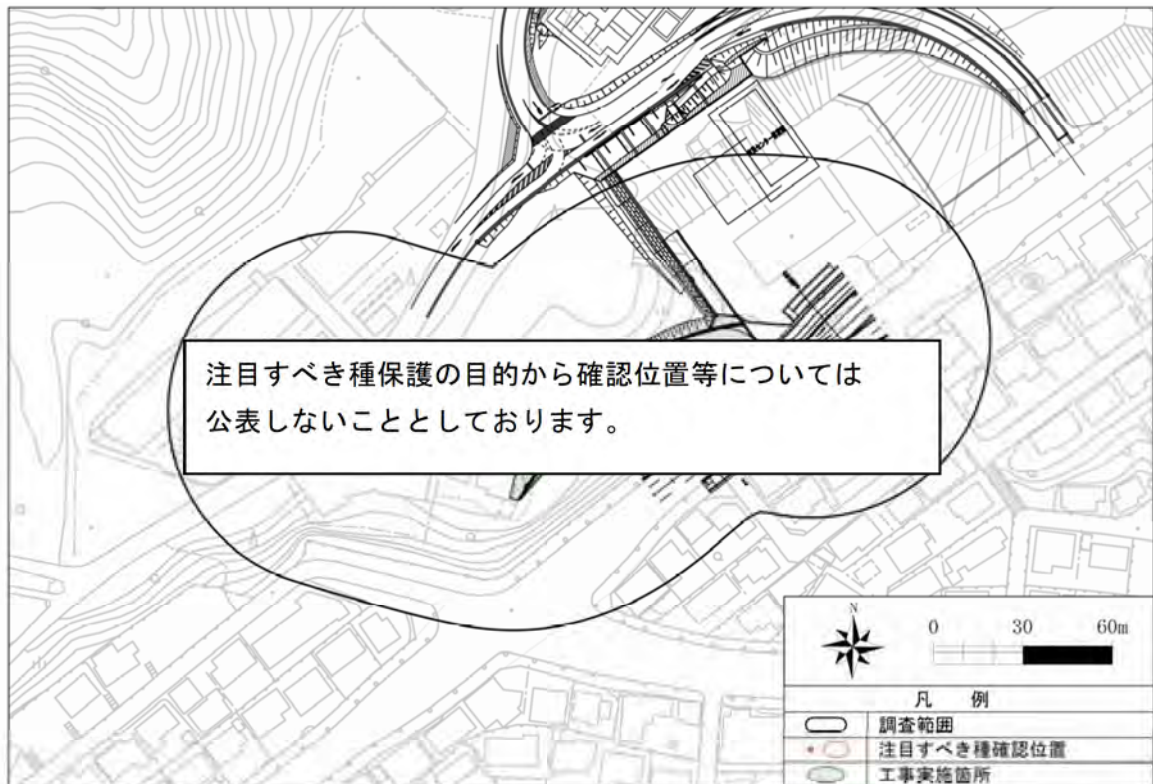 注目すべき種保護の目的から確認位置等については
公表しないこととしております。
N
0 30 60m
凡 例
調査範囲
注目すべき種確認位置
工事実施箇所